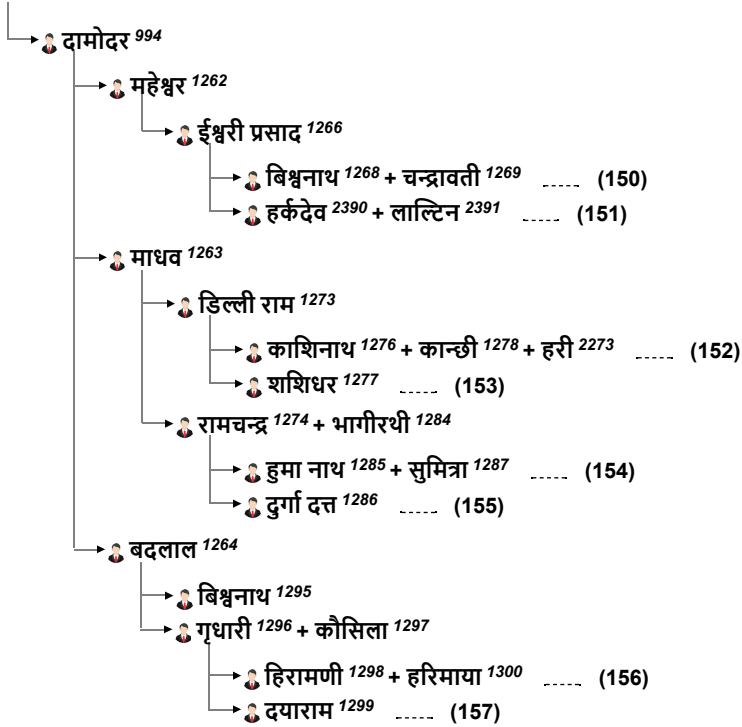 दामोदर 994
महेश्वर 1262
ईश्वरी प्रसाद 1266
बिश्वनाथ 1268 + चन्द्रावती 1269 ..... (150)
हर्कदेव 2390 + लाल्टिन 2391 ..... (151)
माधव 1263
डिल्ली राम 1273
काशिनाथ 1276 + कान्छी 1278 + हरी 2273 ..... (152)
शशिधर 1277 ..... (153)
रामचन्द्र 1274 + भागीरथी 1284
हुमा नाथ 1285 + सुमित्रा 1287 ..... (154)
दुर्गा दत्त 1286 ..... (155)
बदलाल 1264
बिश्वनाथ 1295
गृधारी 1296 + कौसिला 1297
हिरामणी 1298 + हरिमाया 1300 ..... (156)
दयाराम 1299 ..... (157)